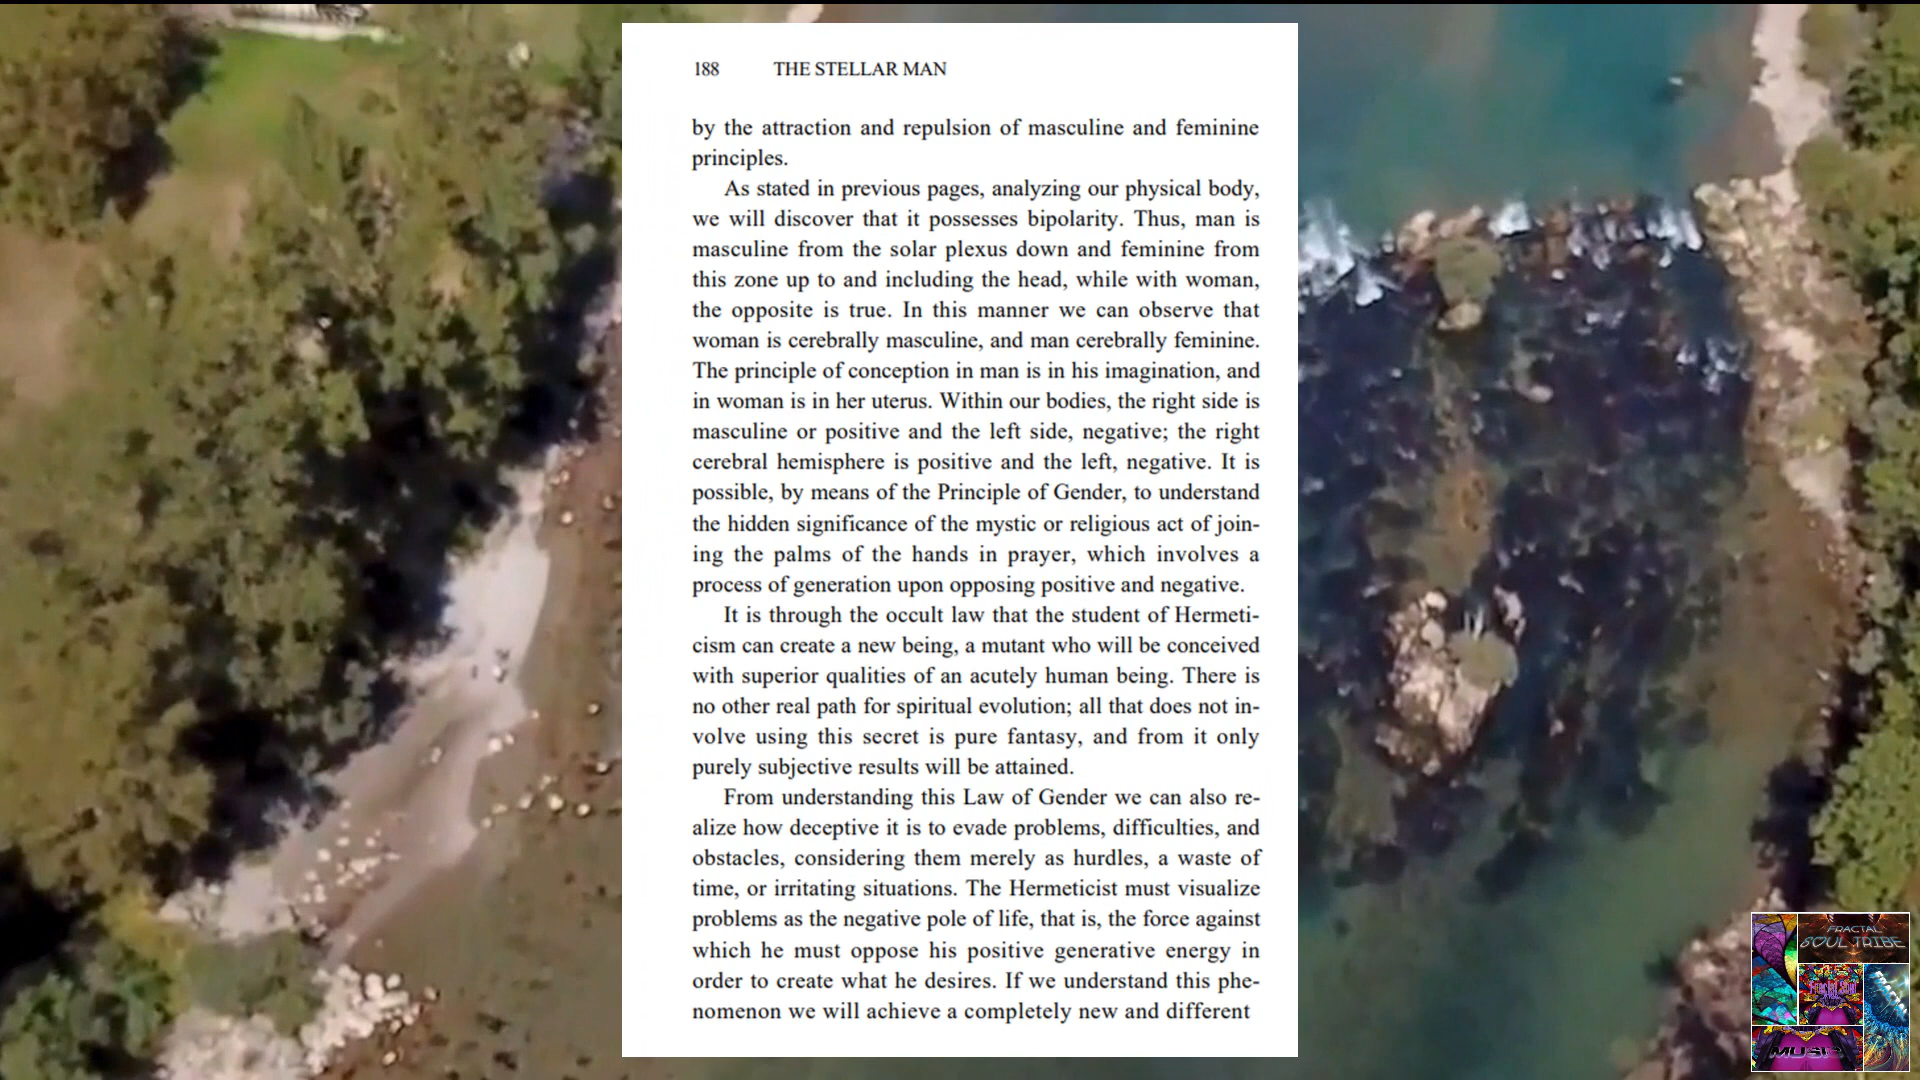 188 THE STELLAR MAN
by the attraction and repulsion of masculine and feminine
principles.
As stated in previous pages, analyzing our physical body,
we will discover that it possesses bipolarity. Thus, man is
masculine from the solar plexus down and feminine from
this zone up to and including the head, while with woman,
the opposite is true. In this manner we can observe that
woman is cerebrally masculine, and man cerebrally feminine.
The principle of conception in man is in his imagination, and
in woman is in her uterus. Within our bodies, the right side is
masculine or positive and the left side, negative; the right
cerebral hemisphere is positive and the left, negative. It is
possible, by means of the Principle of Gender, to understand
the hidden significance of the mystic or religious act of join-
ing the palms of the hands in prayer, which involves a
process of generation upon opposing positive and negative.
It is through the occult law that the student of Hermeti-
cism can create a new being, a mutant who will be conceived
with superior qualities of an acutely human being. There is
no other real path for spiritual evolution; all that does not in-
volve using this secret is pure fantasy, and from it only
purely subjective results will be attained.
From understanding this Law of Gender we can also re-
alize how deceptive it is to evade problems, difficulties, and
obstacles, considering them merely as hurdles, a waste of
time, or irritating situations. The Hermeticist must visualize
problems as the negative pole of life, that is, the force against
which he must oppose his positive generative energy in
order to create what he desires. If we understand this phe-
nomenon we will achieve a completely new and different
FRACTAL
SOUL TRIBE
Fractal Soul
MUSIC